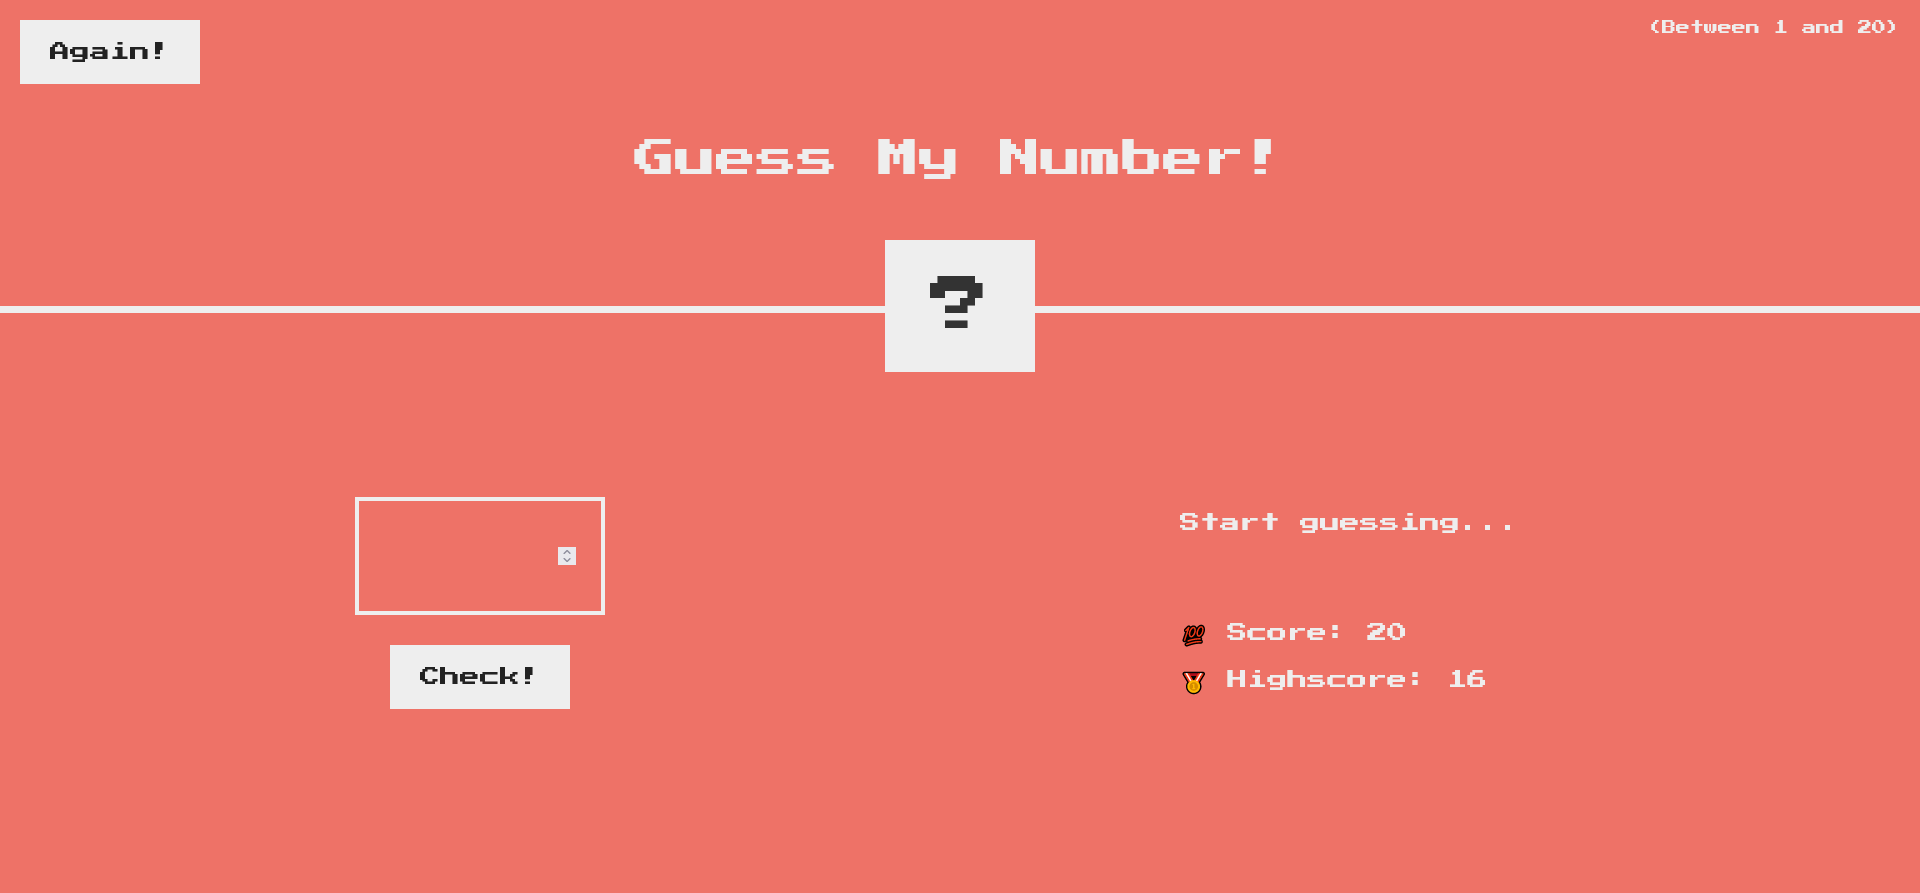 Again!
(Between 1 and 20)
Guess My Number!
?
Start guessing...
Check!
💯 Score: 20
🥇 Highscore: 16